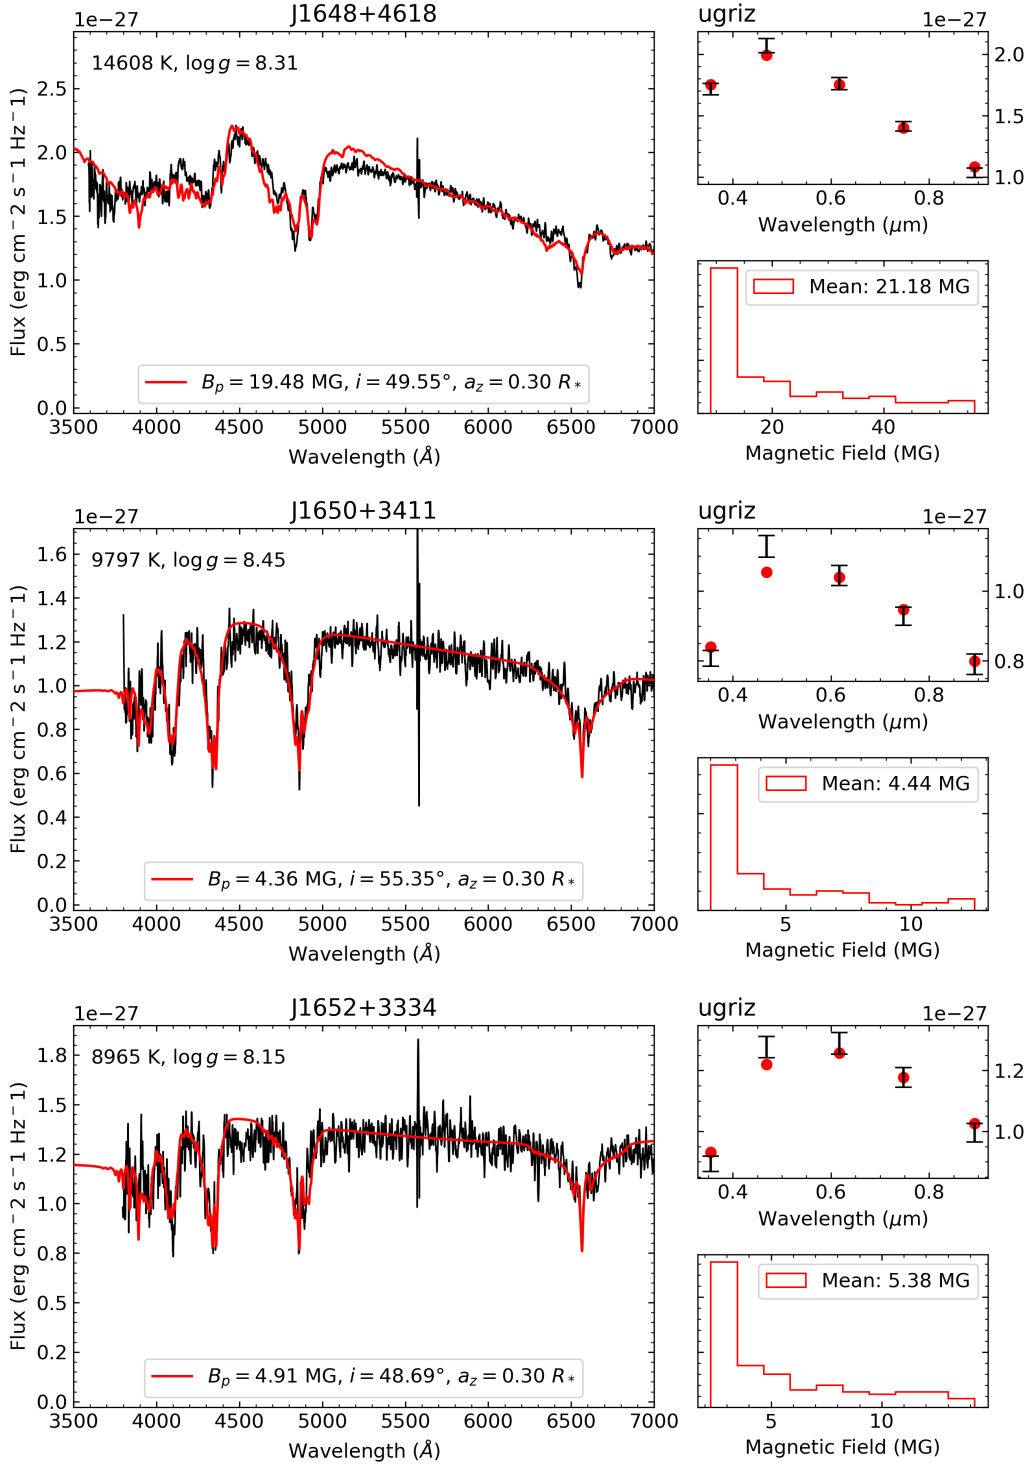 J1648+4618
1e−27
14608 K, log g = 8.31
Flux (erg cm−2 s−1 Hz−1)
2.5
2.0
1.5
1.0
0.5
0.0
B_p = 19.48 MG, i = 49.55°, a_z = 0.30 R_*
3500 4000 4500 5000 5500 6000 6500 7000
Wavelength (Å)
ugriz
1e−27
2.0
1.5
1.0
0.4 0.6 0.8
Wavelength (μm)
Mean: 21.18 MG
20 40
Magnetic Field (MG)
J1650+3411
1e−27
9797 K, log g = 8.45
Flux (erg cm−2 s−1 Hz−1)
1.6
1.4
1.2
1.0
0.8
0.6
0.4
0.2
0.0
B_p = 4.36 MG, i = 55.35°, a_z = 0.30 R_*
3500 4000 4500 5000 5500 6000 6500 7000
Wavelength (Å)
ugriz
1e−27
1.0
0.8
0.4 0.6 0.8
Wavelength (μm)
Mean: 4.44 MG
5 10
Magnetic Field (MG)
J1652+3334
1e−27
8965 K, log g = 8.15
Flux (erg cm−2 s−1 Hz−1)
1.8
1.5
1.2
1.0
0.8
0.5
0.2
0.0
B_p = 4.91 MG, i = 48.69°, a_z = 0.30 R_*
3500 4000 4500 5000 5500 6000 6500 7000
Wavelength (Å)
ugriz
1e−27
1.2
1.0
0.4 0.6 0.8
Wavelength (μm)
Mean: 5.38 MG
5 10
Magnetic Field (MG)